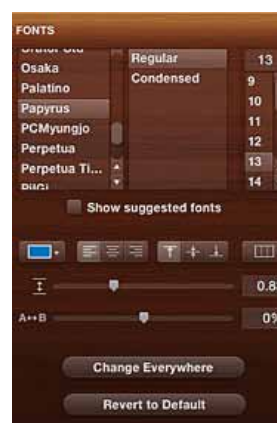 FONTS
Osaka
Palatino
Papyrus
PCMyungjo
Perpetua
Perpetua Ti...
Regular
Condensed
13
9
10
11
12
13
14
Show suggested fonts
0.8
A↔B
0%
Change Everywhere
Revert to Default